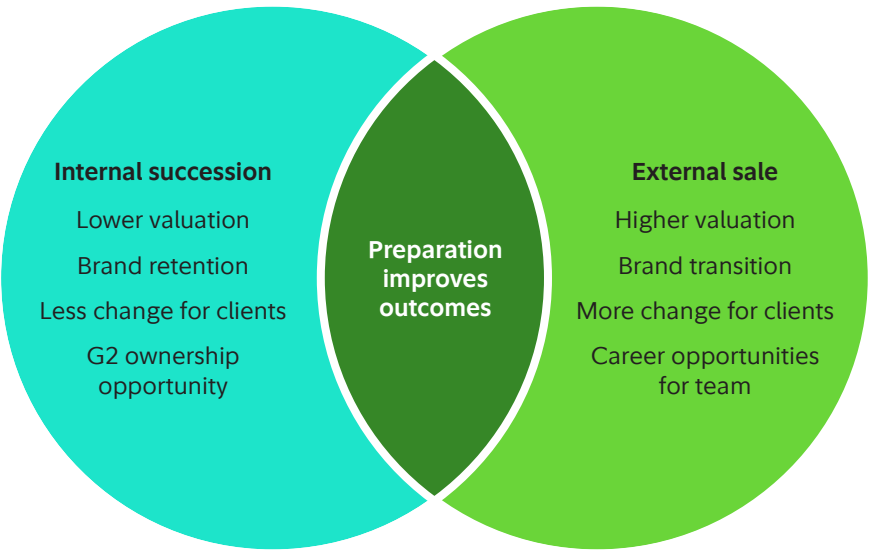 Internal succession
Lower valuation
Brand retention
Less change for clients
G2 ownership
opportunity
Preparation
improves
outcomes
External sale
Higher valuation
Brand transition
More change for clients
Career opportunities
for team